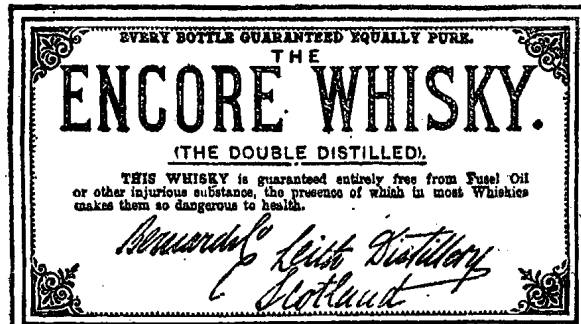 EVERY BOTTLE GUARANTEED EQUALLY PURE.
THE
ENCORE WHISKY.
(THE DOUBLE DISTILLED).
THIS WHISKY is guaranteed entirely free from Fusel Oil
or other injurious substance, the presence of which in most Whiskies
makes them so dangerous to health.
Bernard & Co Leith Distillery
Scotland